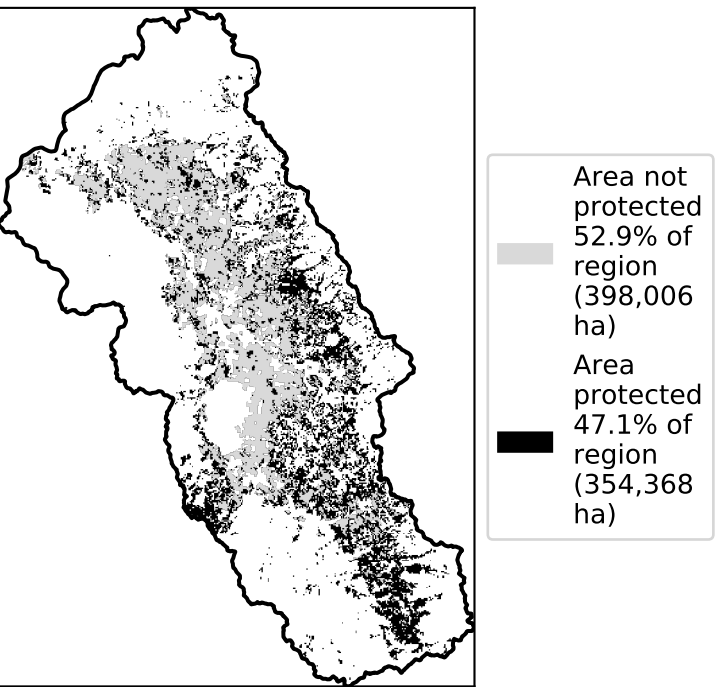 Area not
protected
52.9% of
region
(398,006
ha)
Area
protected
47.1% of
region
(354,368
ha)